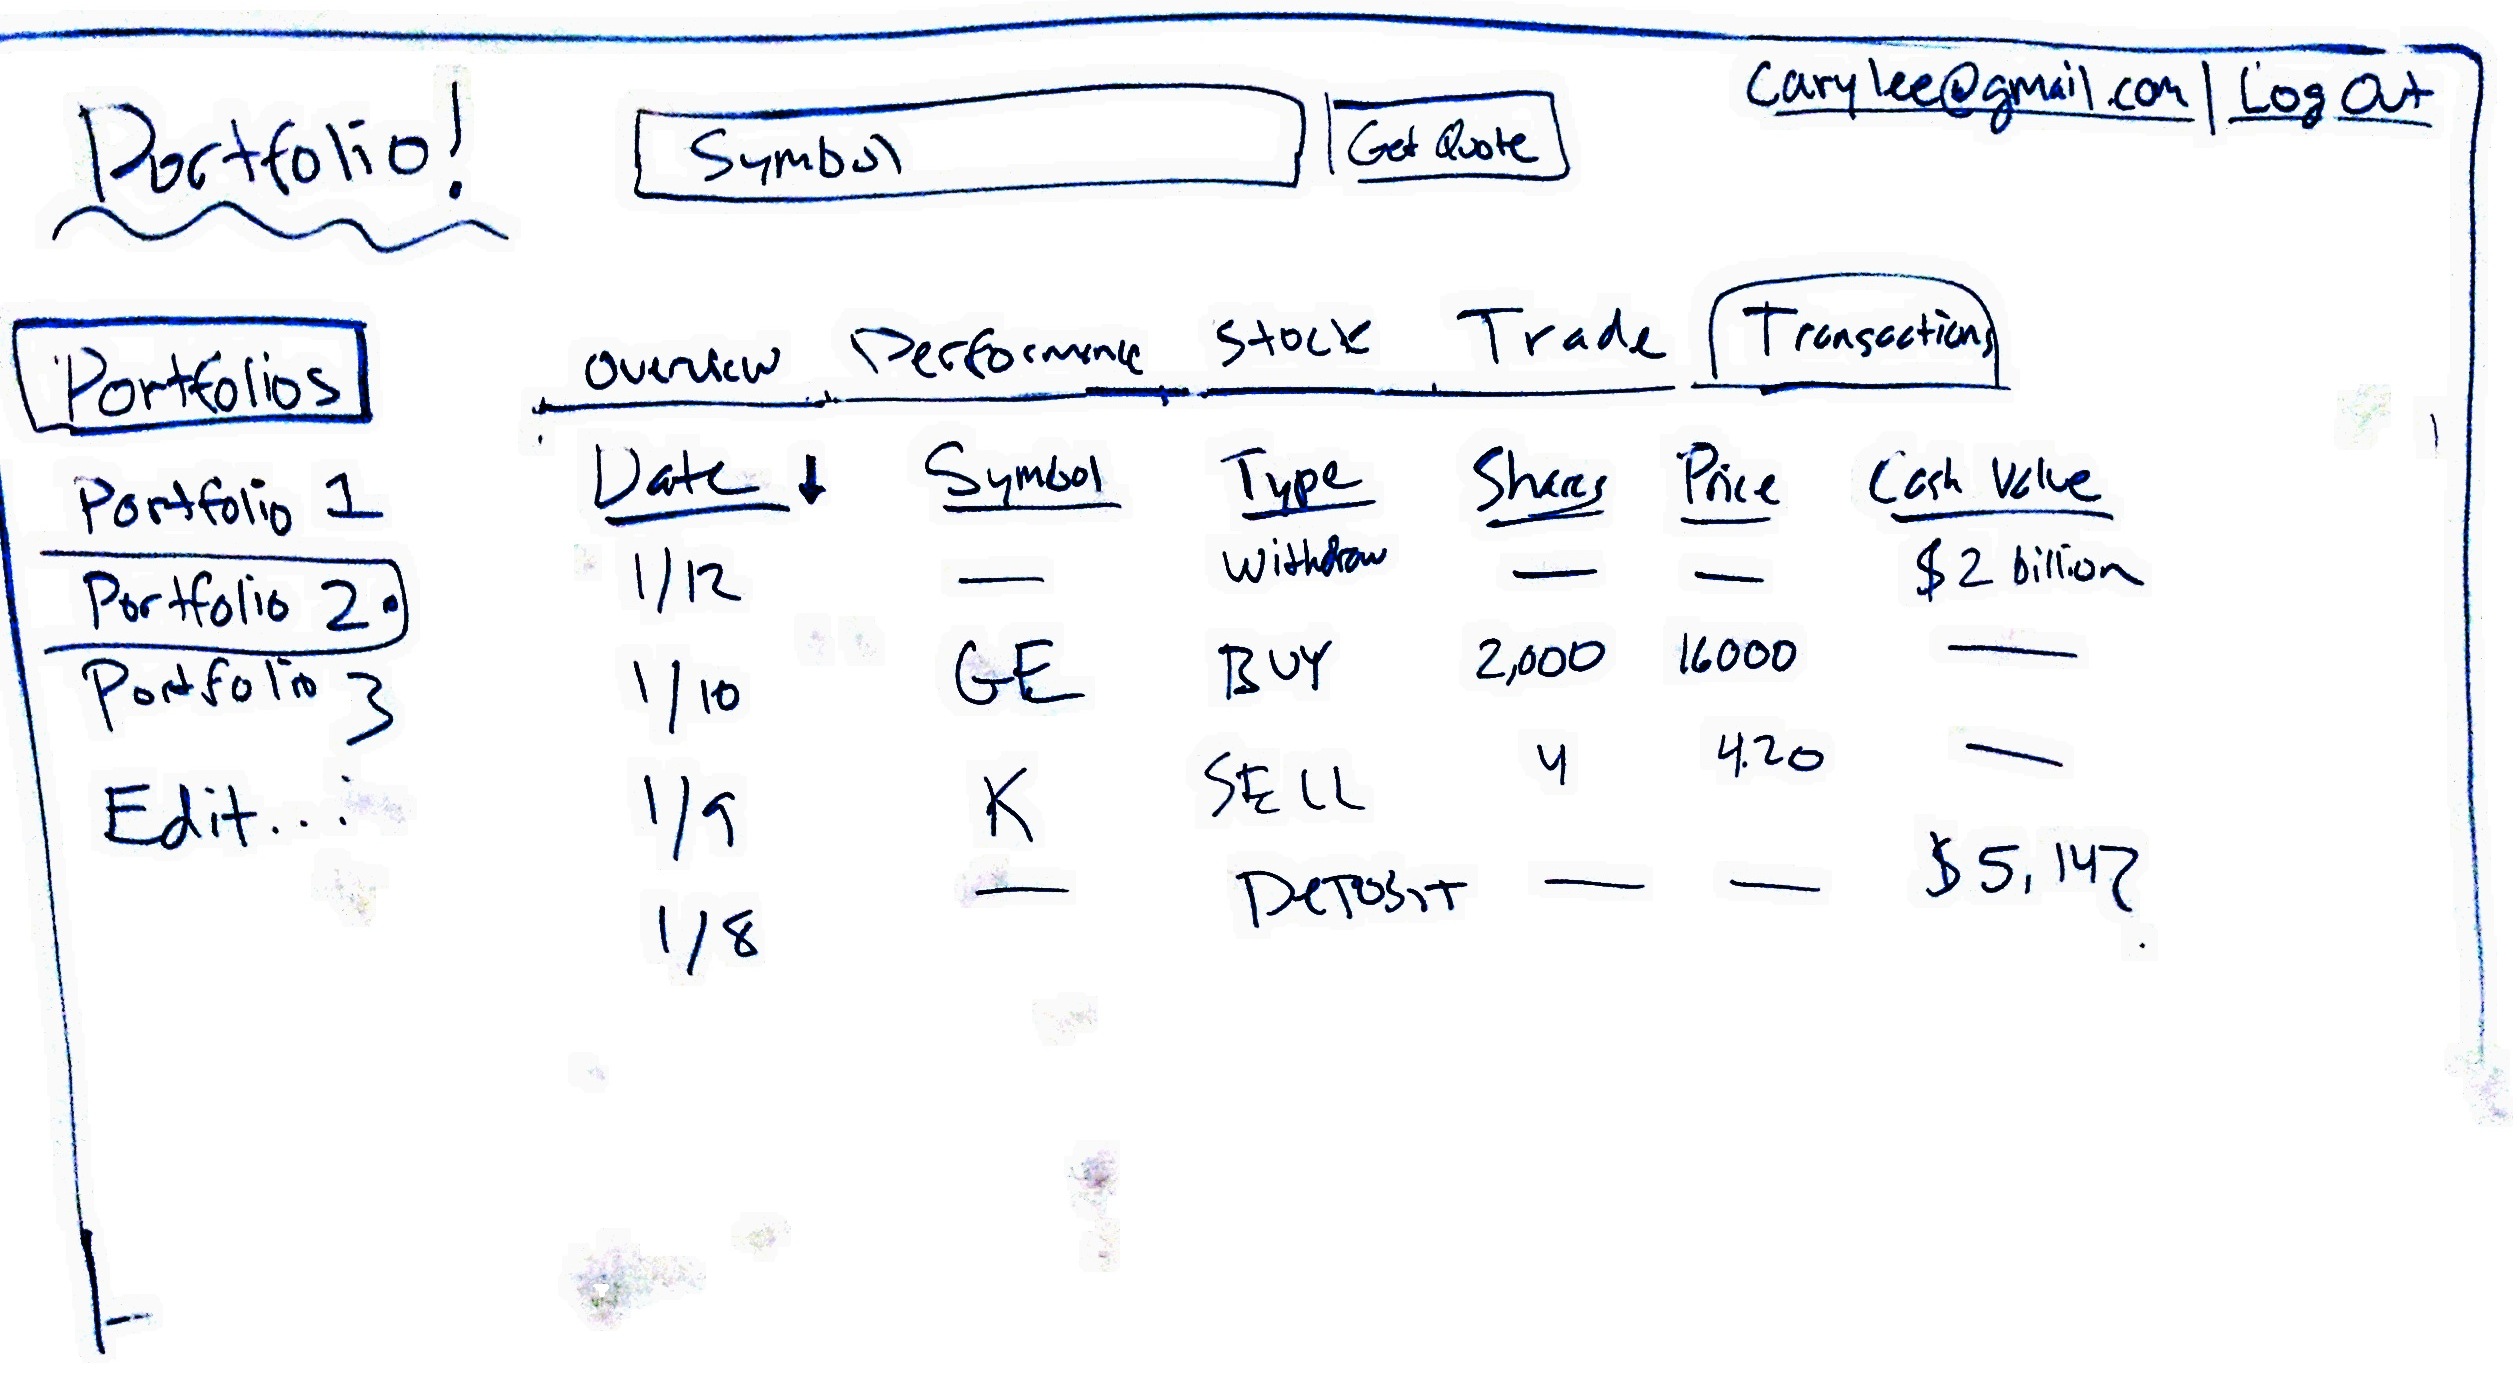 carylee@gmail.com | Log Out
Portfolio!
Symbol
Get Quote
Portfolios
Portfolio 1
Portfolio 2
Portfolio 3
Edit...
Overview Performance Stock Trade Transactions
Date ↓ Symbol Type Shares Price Cash Value
1/12 — Withdraw — — $2 billion
1/10 GE BUY 2,000 16000 —
1/9 K SELL 4 4.20 —
1/8 — Deposit — — $5,142